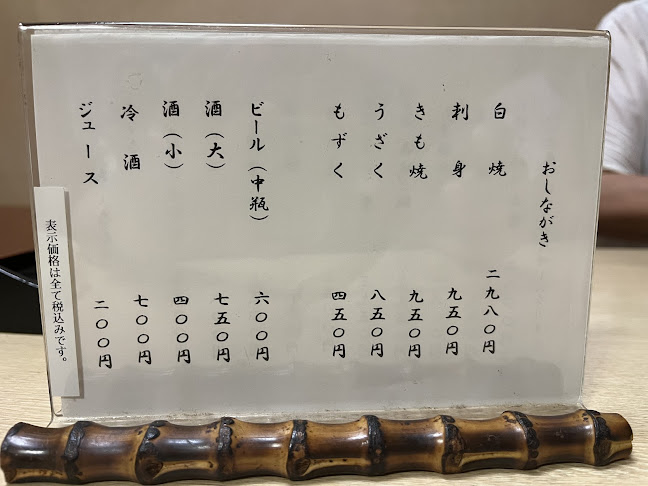 おしながき
白焼 二九八〇円
刺身 九五〇円
きも焼 九五〇円
うざく 八五〇円
もずく 四五〇円
ビール(中瓶) 六〇〇円
酒(大) 七五〇円
酒(小) 四〇〇円
冷酒 七〇〇円
ジュース 二〇〇円
表示価格は全て税込みです。